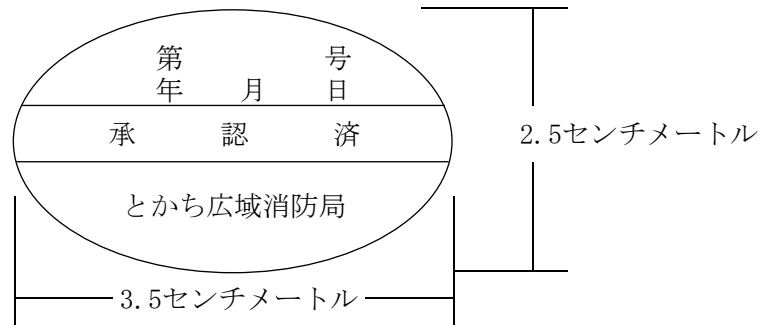 第 号
年 月 日
承 認 済
とかち広域消防局
2.5センチメートル
3.5センチメートル